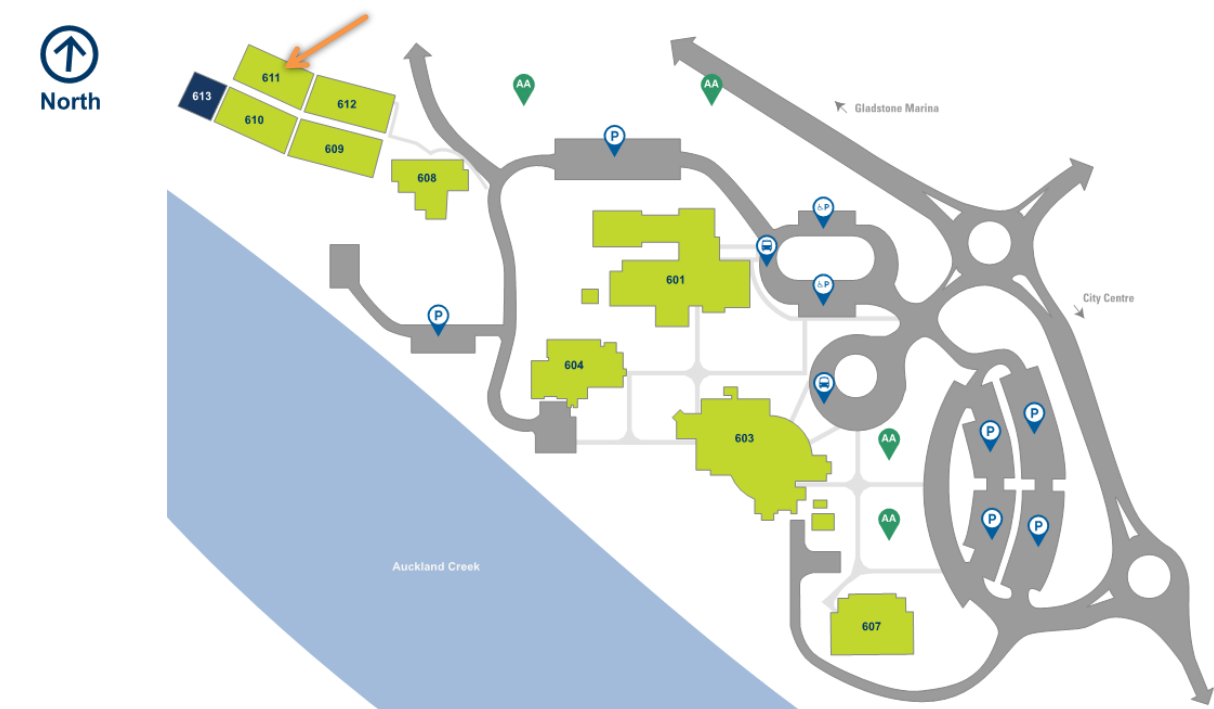 North
611
613
612
610
609
608
AA
AA
P
Gladstone Marina
♿P
601
♿P
City Centre
P
604
P
P
603
AA
P
P
AA
Auckland Creek
607